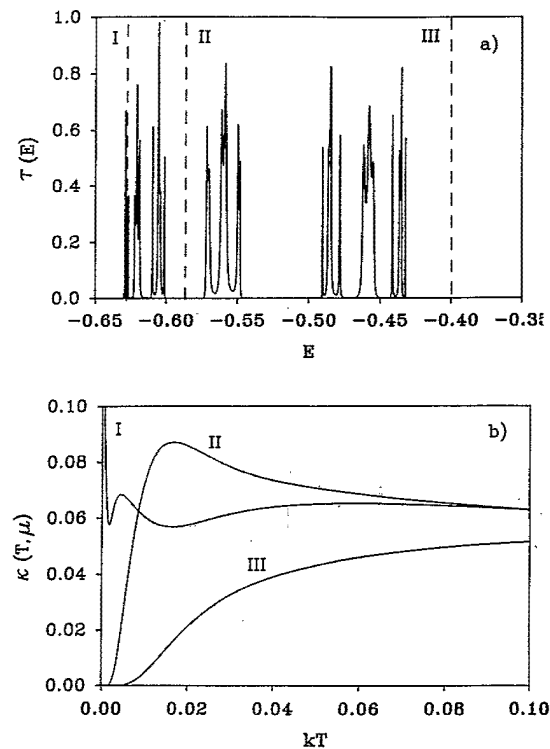 I II III a)
1.0
0.8
0.6
0.4
0.2
0.0
τ (E)
−0.65 −0.60 −0.55 −0.50 −0.45 −0.40 −0.35
E
0.10 I II b)
0.08
0.06
0.04
0.02
0.00
III
κ (T,μ)
0.00 0.02 0.04 0.06 0.08 0.10
kT